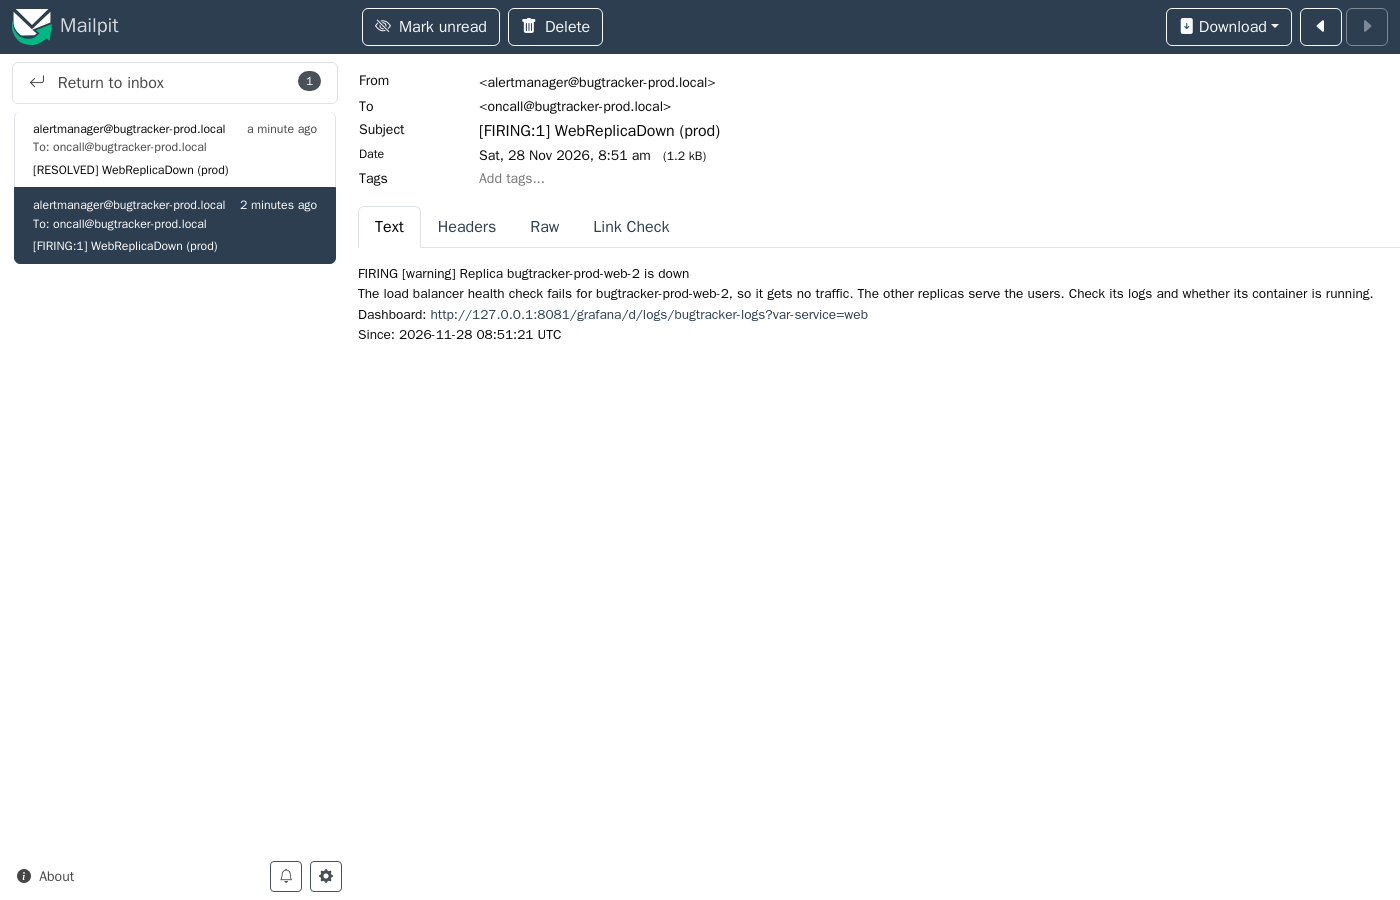 Mailpit
Mark unread
Delete
Download
Return to inbox
1
alertmanager@bugtracker-prod.local a minute ago
To: oncall@bugtracker-prod.local
[RESOLVED] WebReplicaDown (prod)
alertmanager@bugtracker-prod.local 2 minutes ago
To: oncall@bugtracker-prod.local
[FIRING:1] WebReplicaDown (prod)
From <alertmanager@bugtracker-prod.local>
To <oncall@bugtracker-prod.local>
Subject [FIRING:1] WebReplicaDown (prod)
Date Sat, 28 Nov 2026, 8:51 am (1.2 kB)
Tags Add tags...
Text Headers Raw Link Check
FIRING [warning] Replica bugtracker-prod-web-2 is down
The load balancer health check fails for bugtracker-prod-web-2, so it gets no traffic. The other replicas serve the users. Check its logs and whether its container is running.
Dashboard: http://127.0.0.1:8081/grafana/d/logs/bugtracker-logs?var-service=web
Since: 2026-11-28 08:51:21 UTC
About